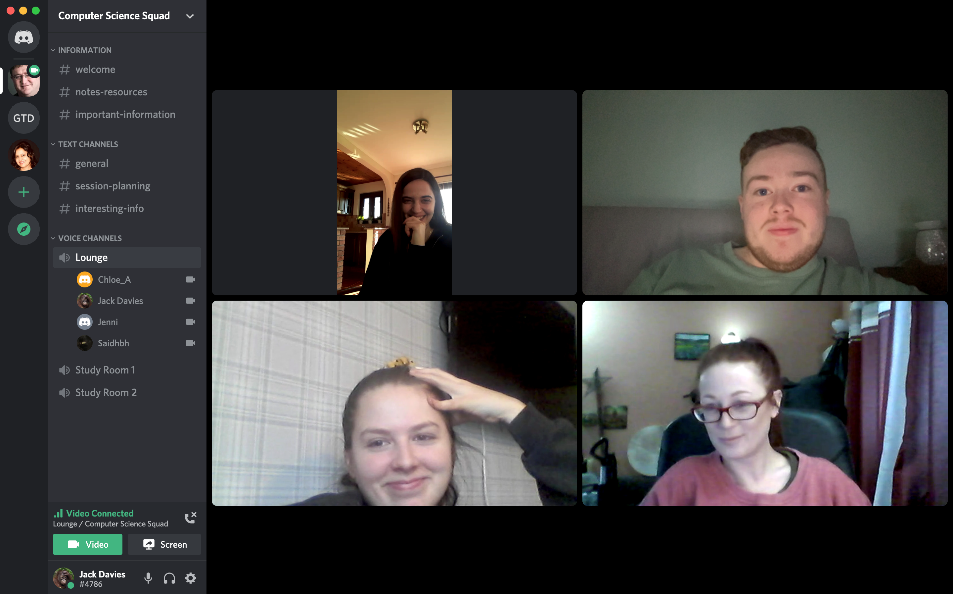 Computer Science Squad
INFORMATION
# welcome
# notes-resources
# important-information
GTD
TEXT CHANNELS
# general
# session-planning
# interesting-info
VOICE CHANNELS
Lounge
Chloe_A
Jack Davies
Jenni
Saidhbh
Study Room 1
Study Room 2
Video Connected
Lounge / Computer Science Squad
Video
Screen
Jack Davies
#4786